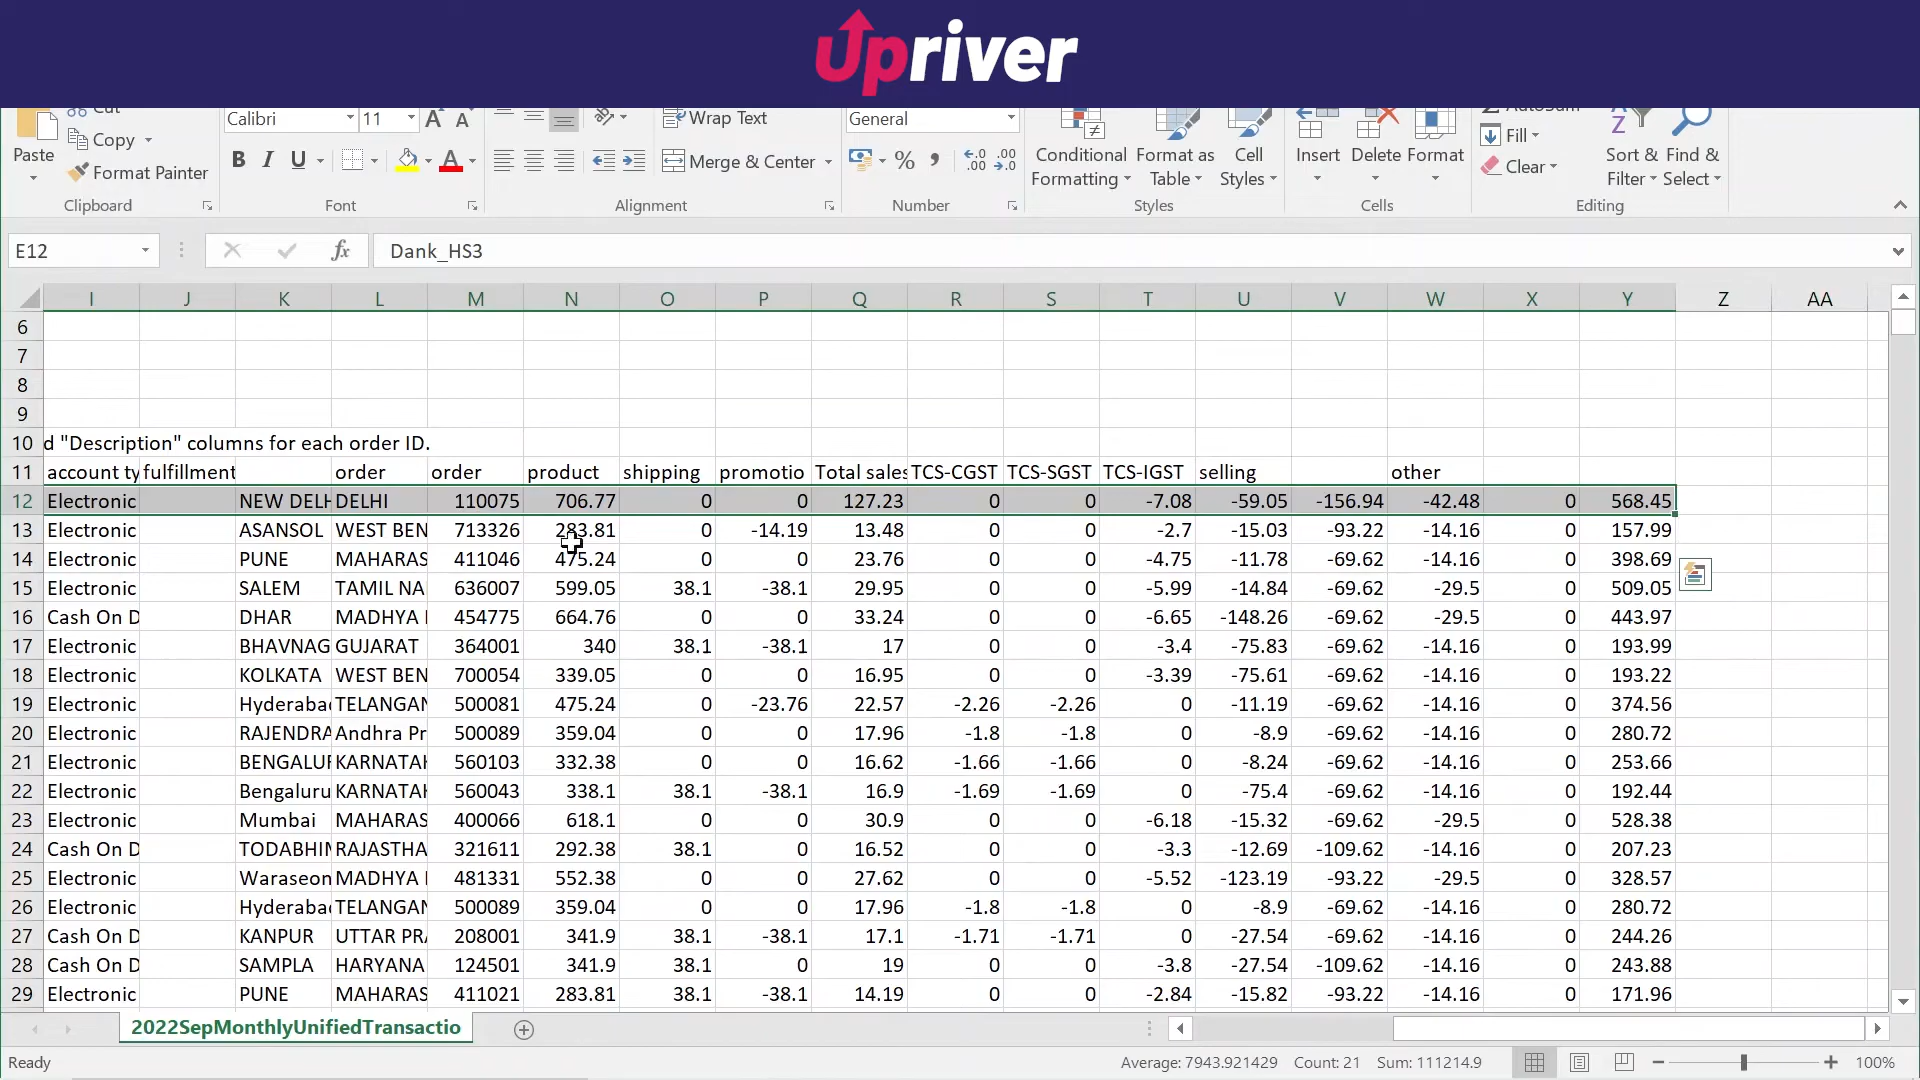 Upriver
Cut
Calibri 11 A A Wrap Text General AutoSum
Copy Fill
Paste Conditional Format as Cell Insert Delete Format Sort & Find &
B I U Merge & Center % , .0 .00 .00 .0 Clear
Format Painter Formatting Table Styles Filter Select
Clipboard Font Alignment Number Styles Cells Editing
E12 fx Dank_HS3
I J K L M N O P Q R S T U V W X Y Z AA
6
7
8
9
10 d "Description" columns for each order ID.
11 account ty fulfillment order order product shipping promotio Total sales TCS-CGST TCS-SGST TCS-IGST selling other
12 Electronic NEW DELH DELHI 110075 706.77 0 0 127.23 0 0 -7.08 -59.05 -156.94 -42.48 0 568.45
13 Electronic ASANSOL WEST BEN 713326 283.81 0 -14.19 13.48 0 0 -2.7 -15.03 -93.22 -14.16 0 157.99
14 Electronic PUNE MAHARAS 411046 475.24 0 0 23.76 0 0 -4.75 -11.78 -69.62 -14.16 0 398.69
15 Electronic SALEM TAMIL NA 636007 599.05 38.1 -38.1 29.95 0 0 -5.99 -14.84 -69.62 -29.5 0 509.05
16 Cash On D DHAR MADHYA 454775 664.76 0 0 33.24 0 0 -6.65 -148.26 -69.62 -29.5 0 443.97
17 Electronic BHAVNAG GUJARAT 364001 340 38.1 -38.1 17 0 0 -3.4 -75.83 -69.62 -14.16 0 193.99
18 Electronic KOLKATA WEST BEN 700054 339.05 0 0 16.95 0 0 -3.39 -75.61 -69.62 -14.16 0 193.22
19 Electronic Hyderabad TELANGAN 500081 475.24 0 -23.76 22.57 -2.26 -2.26 0 -11.19 -69.62 -14.16 0 374.56
20 Electronic RAJENDRA Andhra Pr 500089 359.04 0 0 17.96 -1.8 -1.8 0 -8.9 -69.62 -14.16 0 280.72
21 Electronic BENGALUR KARNATAK 560103 332.38 0 0 16.62 -1.66 -1.66 0 -8.24 -69.62 -14.16 0 253.66
22 Electronic Bengaluru KARNATAK 560043 338.1 38.1 -38.1 16.9 -1.69 -1.69 0 -75.4 -69.62 -14.16 0 192.44
23 Electronic Mumbai MAHARAS 400066 618.1 0 0 30.9 0 0 -6.18 -15.32 -69.62 -29.5 0 528.38
24 Cash On D TODABHIN RAJASTHA 321611 292.38 38.1 0 16.52 0 0 -3.3 -12.69 -109.62 -14.16 0 207.23
25 Electronic Waraseon MADHYA 481331 552.38 0 0 27.62 0 0 -5.52 -123.19 -93.22 -29.5 0 328.57
26 Electronic Hyderabad TELANGAN 500089 359.04 0 0 17.96 -1.8 -1.8 0 -8.9 -69.62 -14.16 0 280.72
27 Cash On D KANPUR UTTAR PRA 208001 341.9 38.1 -38.1 17.1 -1.71 -1.71 0 -27.54 -69.62 -14.16 0 244.26
28 Cash On D SAMPLA HARYANA 124501 341.9 38.1 0 19 0 0 -3.8 -27.54 -109.62 -14.16 0 243.88
29 Electronic PUNE MAHARAS 411021 283.81 38.1 -38.1 14.19 0 0 -2.84 -15.82 -93.22 -14.16 0 171.96
2022SepMonthlyUnifiedTransactio
Ready Average: 7943.921429 Count: 21 Sum: 111214.9 100%